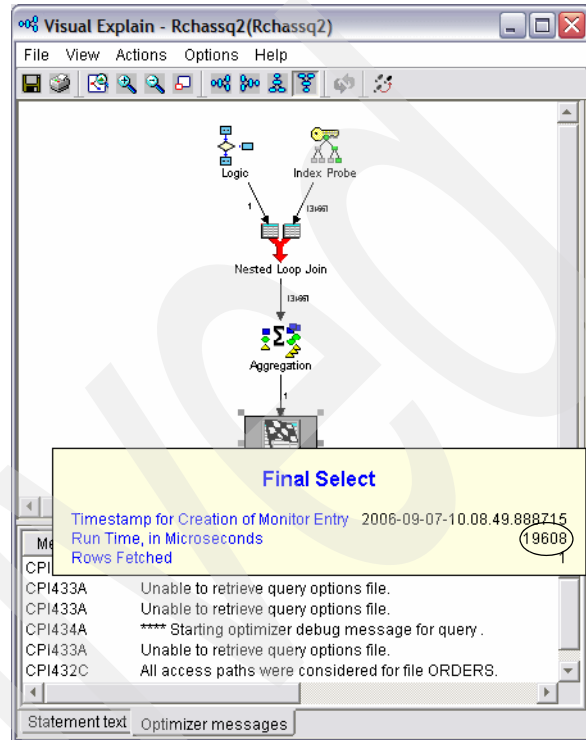 Visual Explain - Rchassq2(Rchassq2)
File View Actions Options Help
Logic Index Probe
1
Nested Loop Join
Aggregation
1
Final Select
Timestamp for Creation of Monitor Entry 2006-09-07-10.08.49.888715
Run Time, in Microseconds 19608
Rows Fetched 1
CPI433A Unable to retrieve query options file.
CPI433A Unable to retrieve query options file.
CPI434A **** Starting optimizer debug message for query .
CPI433A Unable to retrieve query options file.
CPI432C All access paths were considered for file ORDERS.
Statement text Optimizer messages